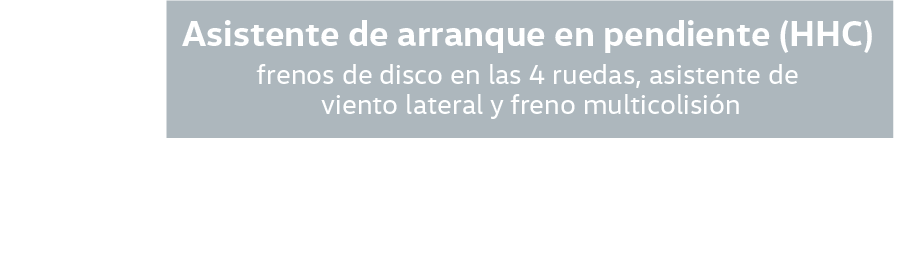 Asistente de arranque en pendiente (HHC)
frenos de disco en las 4 ruedas, asistente de
viento lateral y freno multicolisión